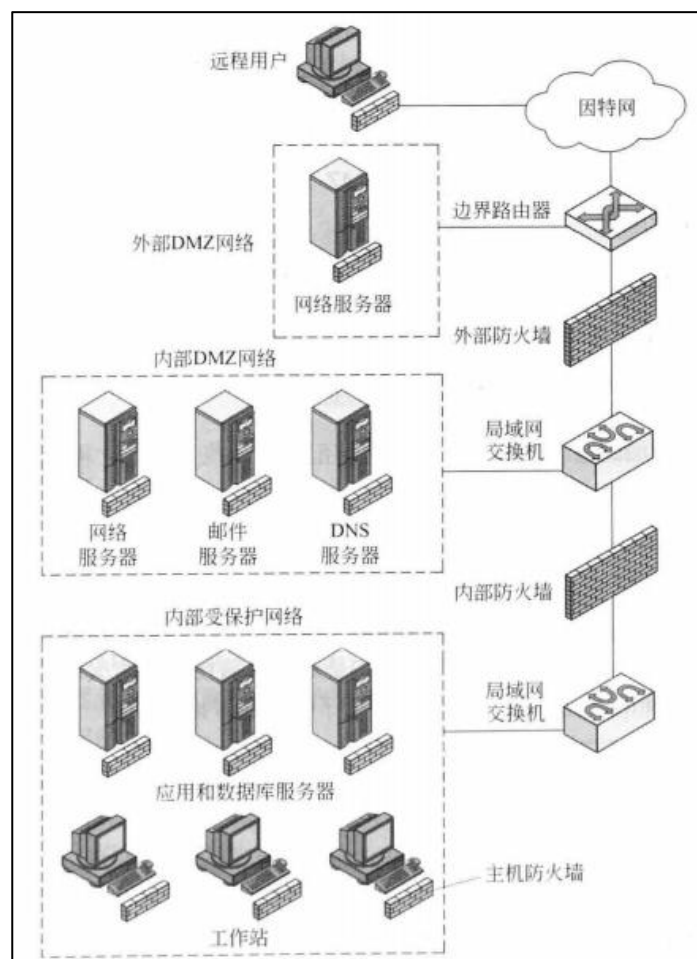 远程用户
因特网
边界路由器
外部DMZ网络
网络服务器
外部防火墙
内部DMZ网络
局域网
交换机
网络
服务器
邮件
服务器
DNS
服务器
内部防火墙
内部受保护网络
局域网
交换机
应用和数据库服务器
主机防火墙
工作站